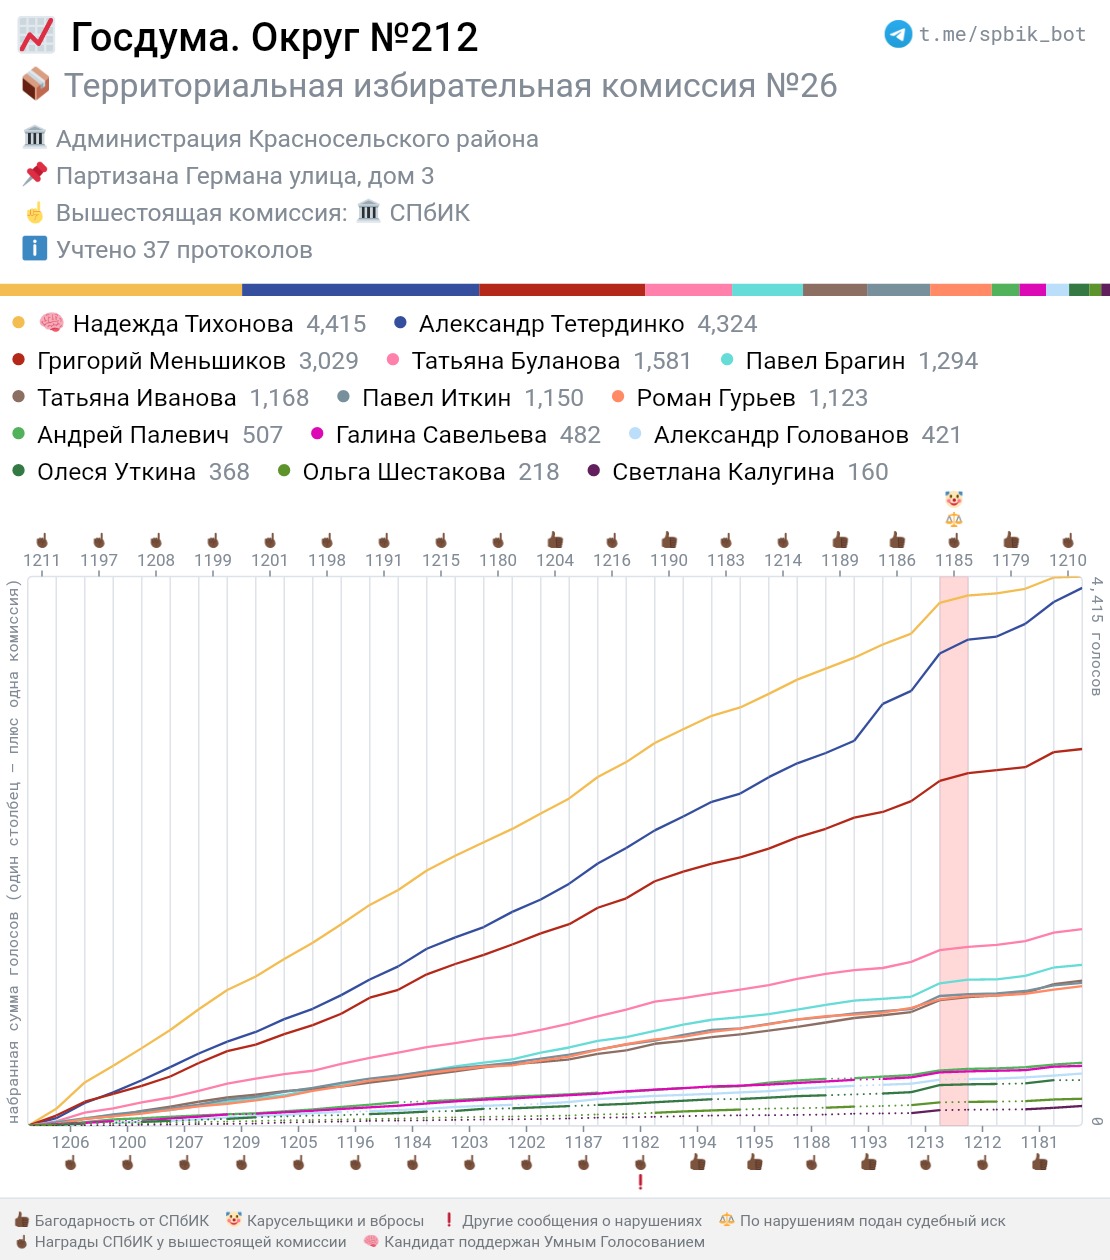 Госдума. Округ №212
t.me/spbik_bot
Территориальная избирательная комиссия №26
Администрация Красносельского района
Партизана Германа улица, дом 3
Вышестоящая комиссия: СПбИК
Учтено 37 протоколов
Надежда Тихонова 4,415 Александр Тетердинко 4,324
Григорий Меньшиков 3,029 Татьяна Буланова 1,581 Павел Брагин 1,294
Татьяна Иванова 1,168 Павел Иткин 1,150 Роман Гурьев 1,123
Андрей Палевич 507 Галина Савельева 482 Александр Голованов 421
Олеся Уткина 368 Ольга Шестакова 218 Светлана Калугина 160
1211 1197 1208 1199 1201 1198 1191 1215 1180 1204 1216 1190 1183 1214 1189 1186 1185 1179 1210
набранная сумма голосов (один столбец — плюс одна комиссия)
4,415 голосов
0
1206 1200 1207 1209 1205 1196 1184 1203 1202 1187 1182 1194 1195 1188 1193 1213 1212 1181
Багодарность от СПбИК Карусельщики и вбросы Другие сообщения о нарушениях По нарушениям подан судебный иск
Награды СПбИК у вышестоящей комиссии Кандидат поддержан Умным Голосованием